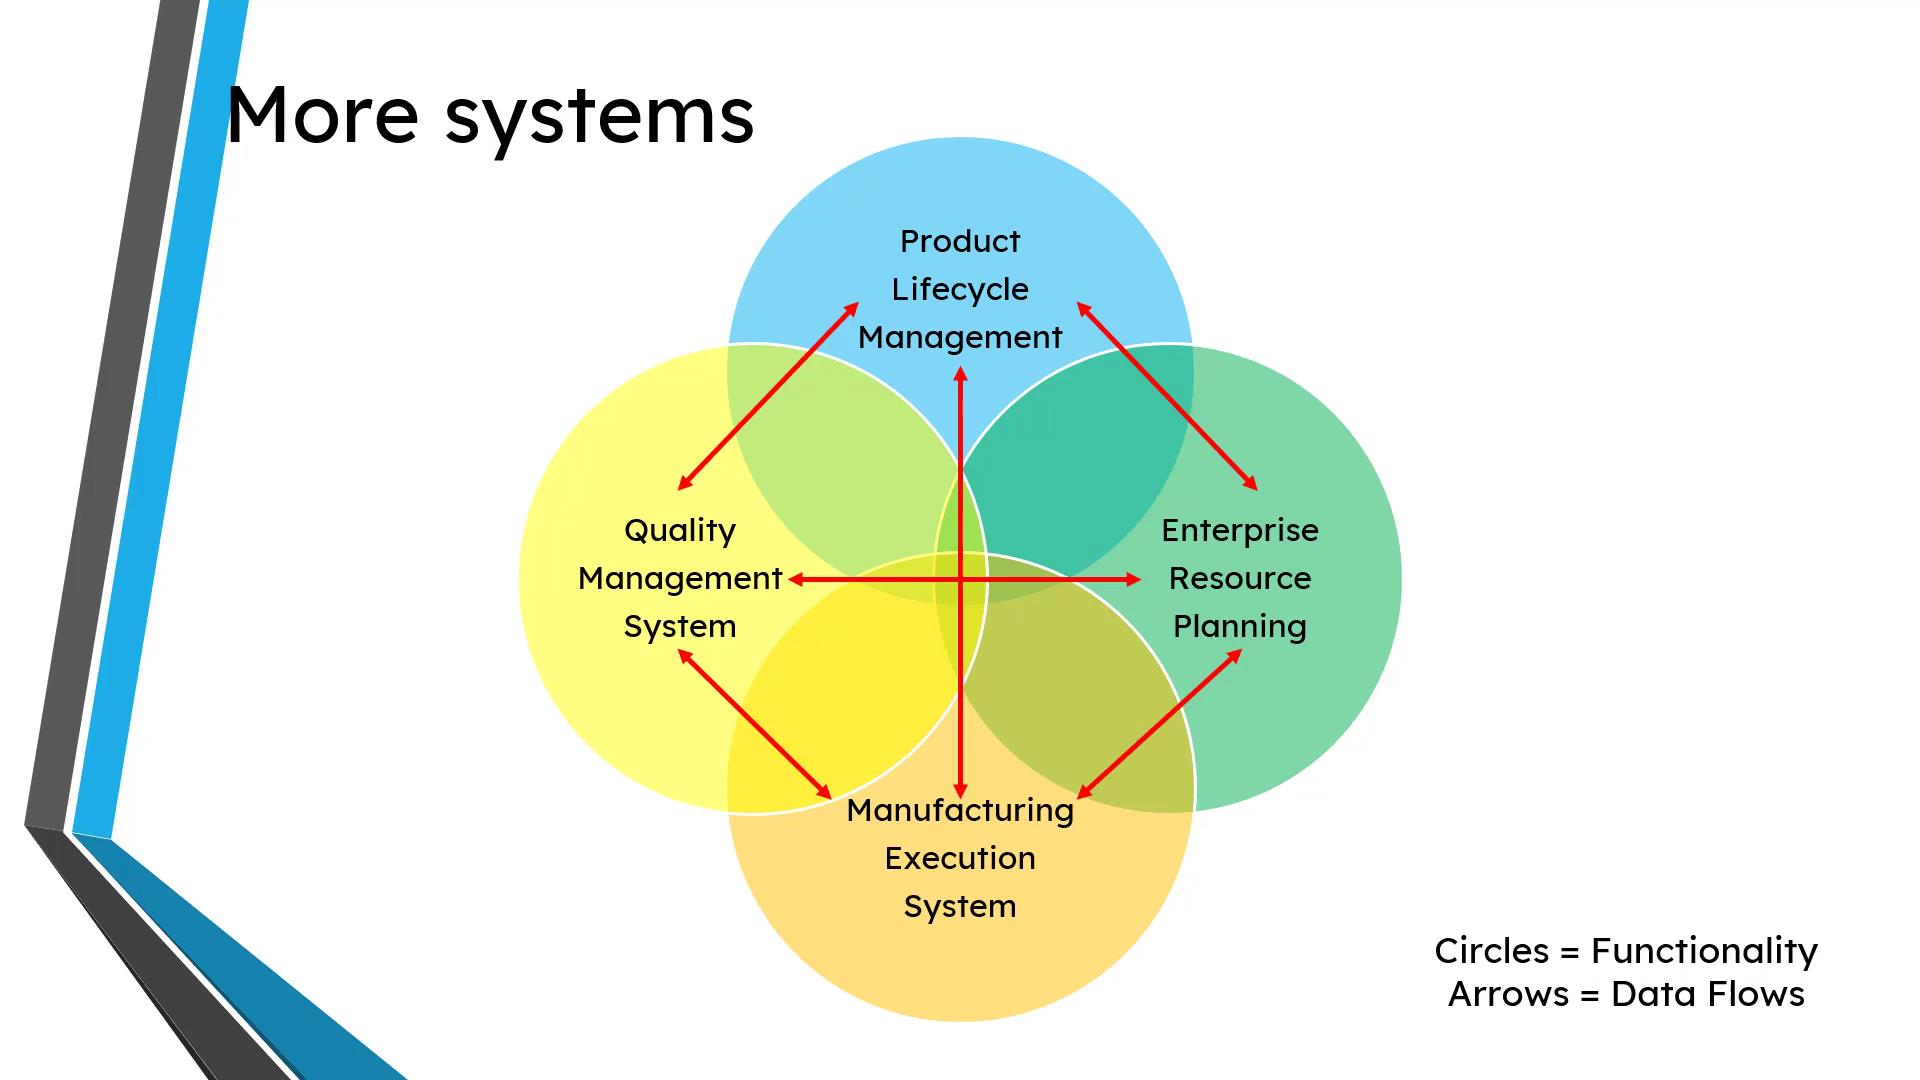 More systems
Product
Lifecycle
Management
Quality
Management
System
Enterprise
Resource
Planning
Manufacturing
Execution
System
Circles = Functionality
Arrows = Data Flows